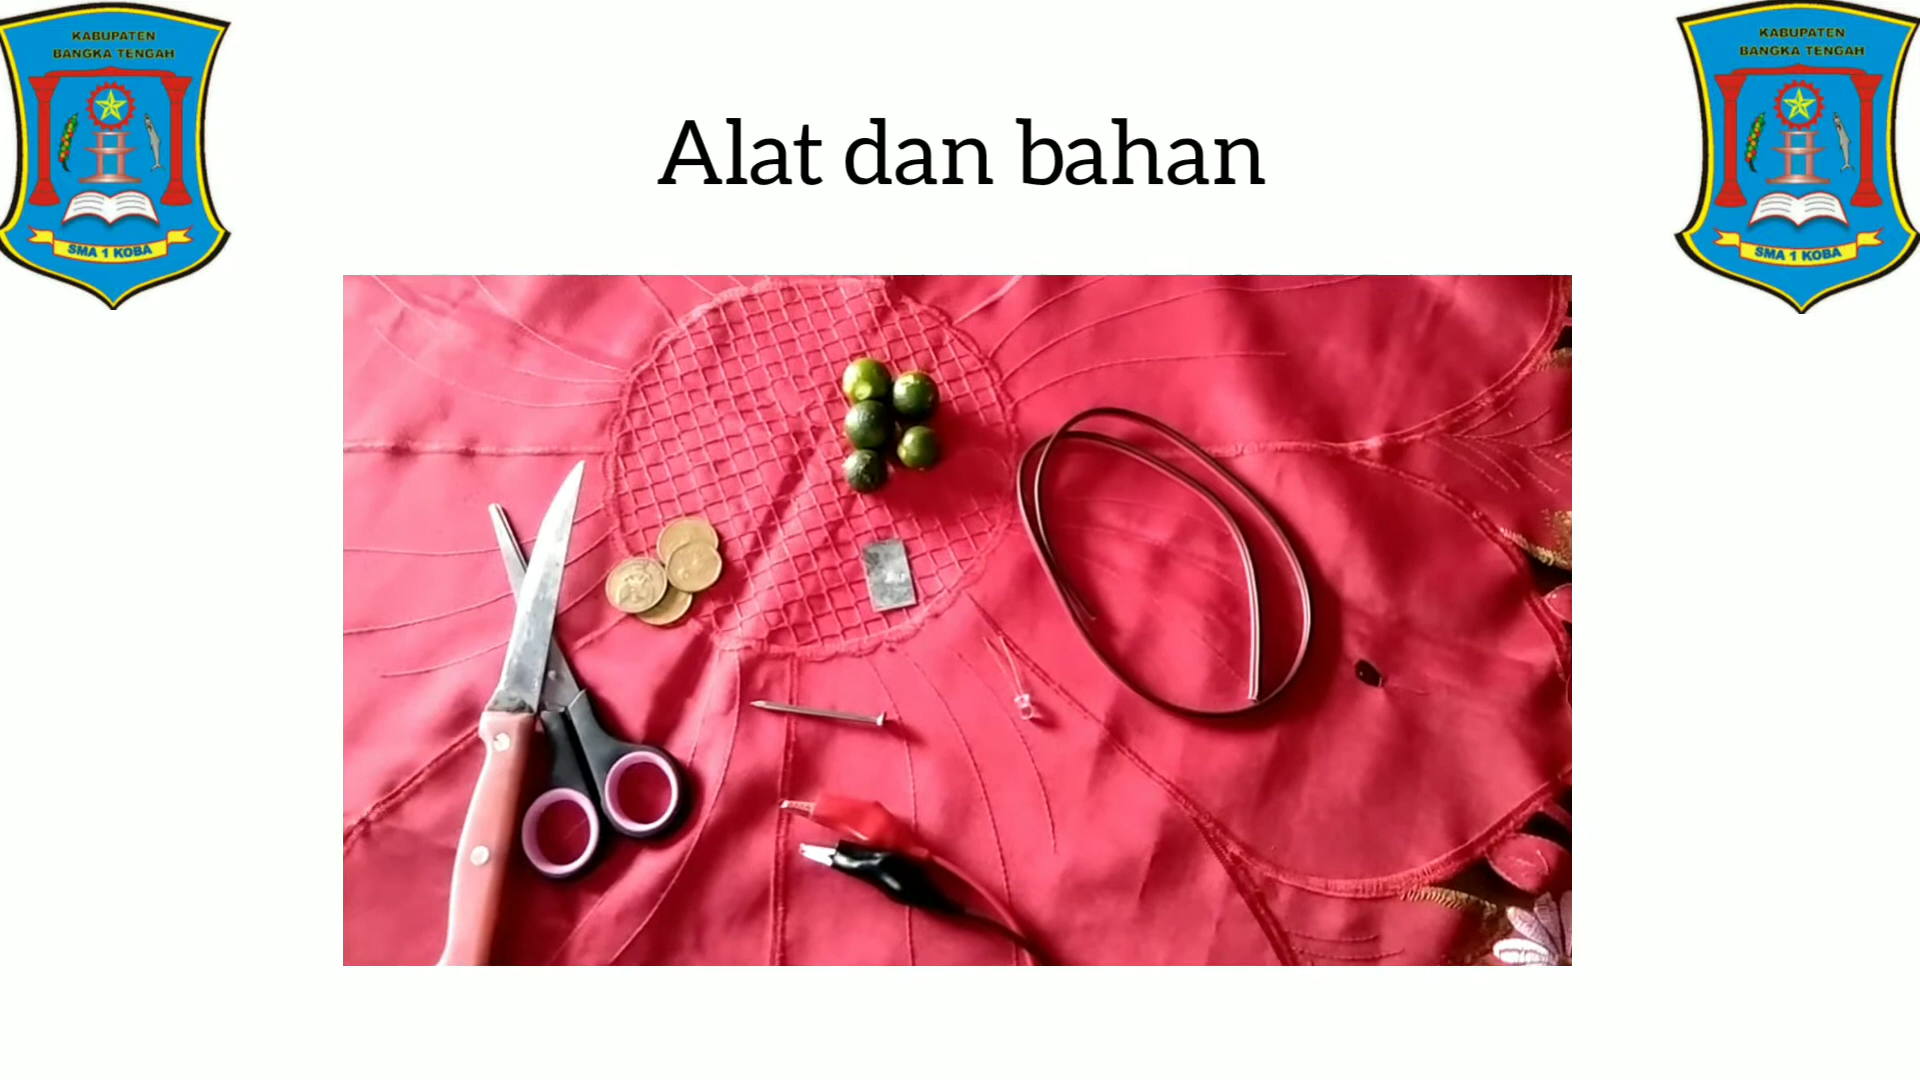 KABUPATEN
BANGKA TENGAH
SMA 1 KOBA
Alat dan bahan
KABUPATEN
BANGKA TENGAH
SMA 1 KOBA